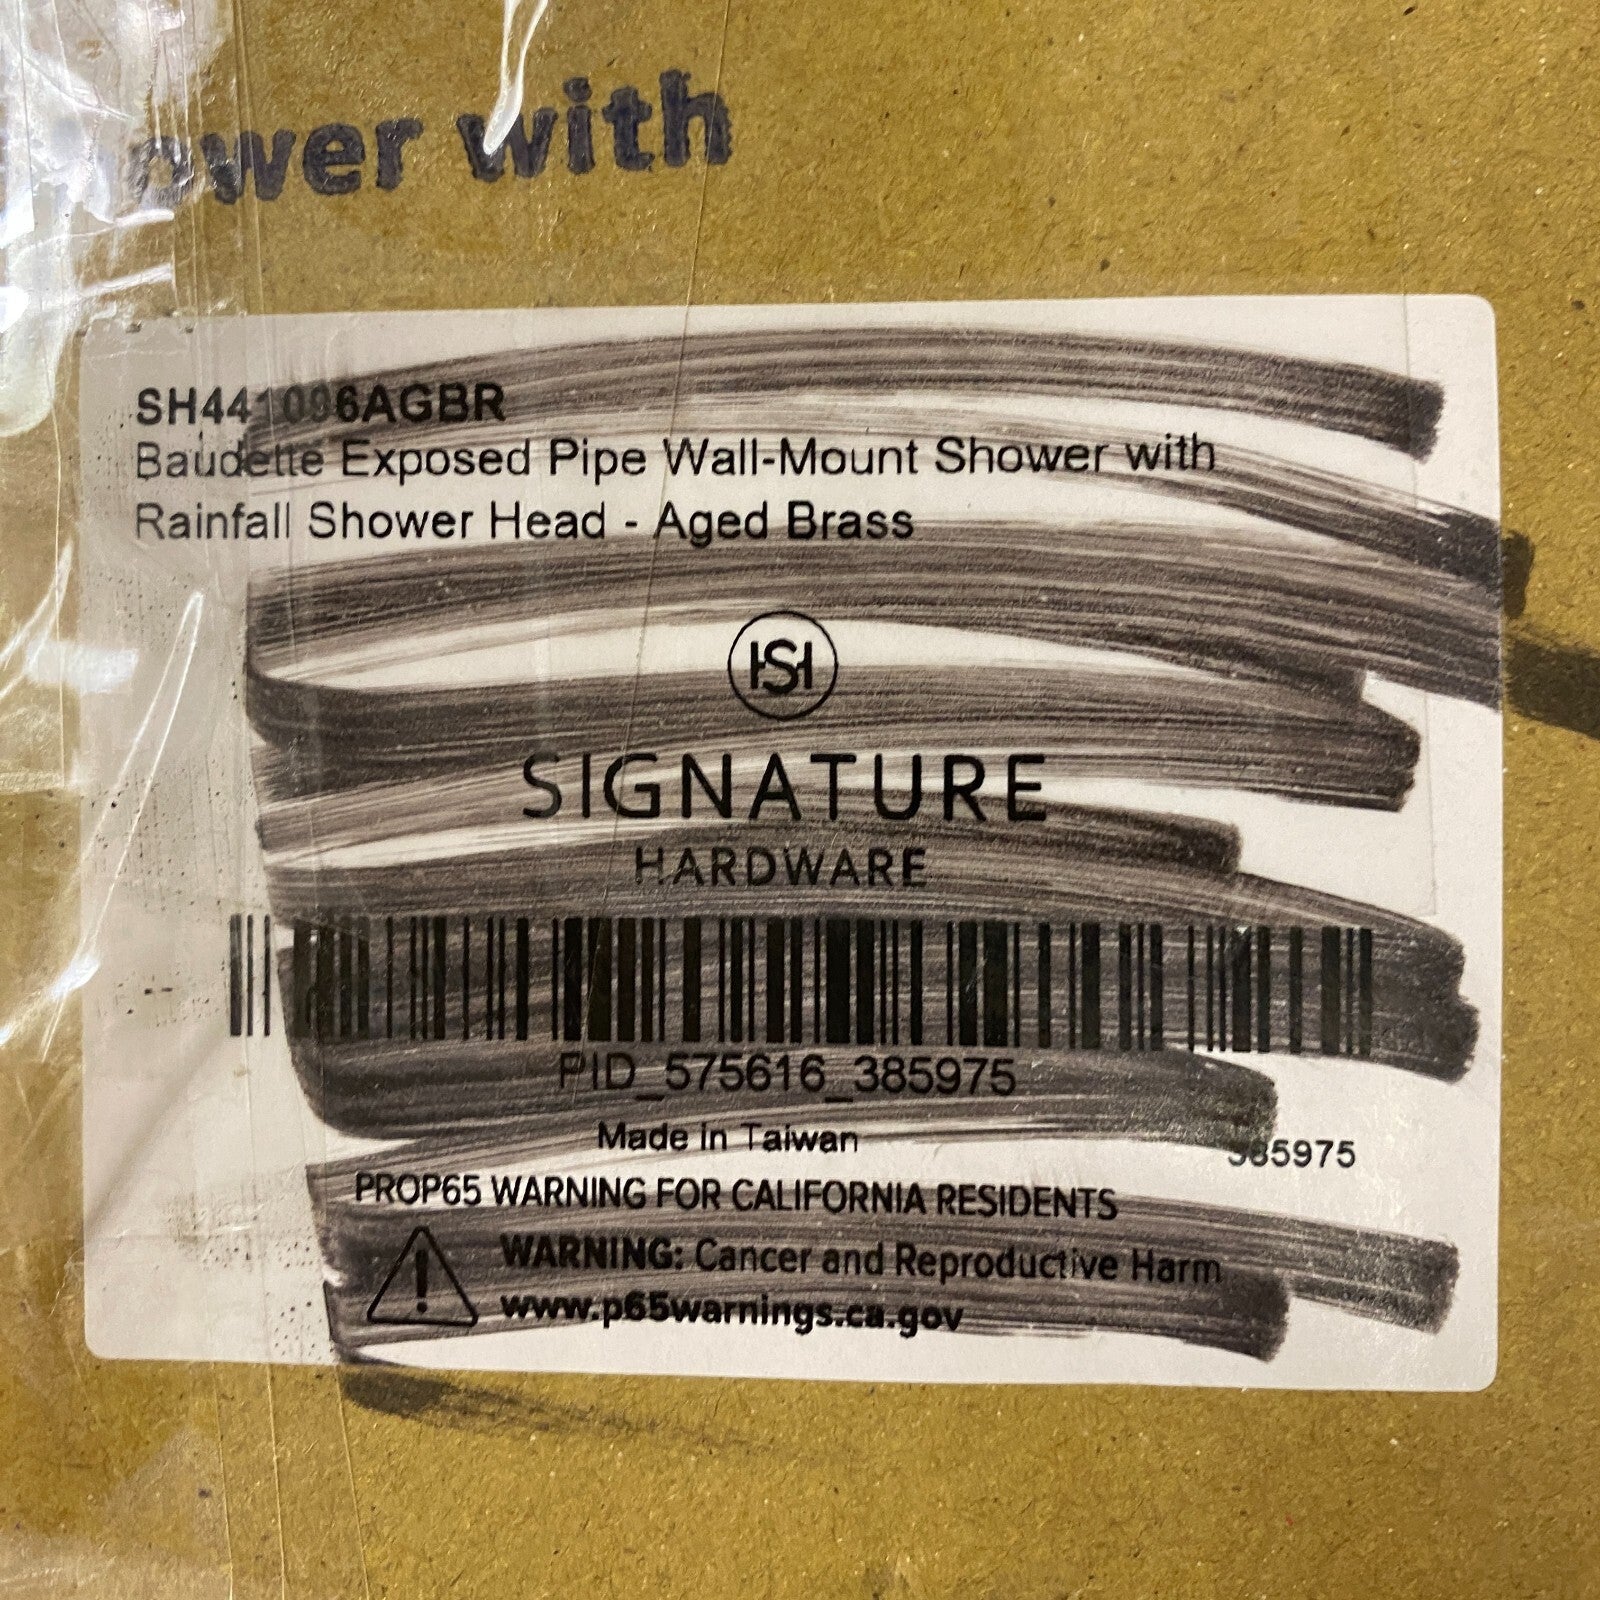 ower with
SH441096AGBR
Baudette Exposed Pipe Wall-Mount Shower with
Rainfall Shower Head - Aged Brass
HSH
SIGNATURE
HARDWARE
PID_575616_385975
Made in Taiwan
385975
PROP65 WARNING FOR CALIFORNIA RESIDENTS
WARNING: Cancer and Reproductive Harm
www.p65warnings.ca.gov